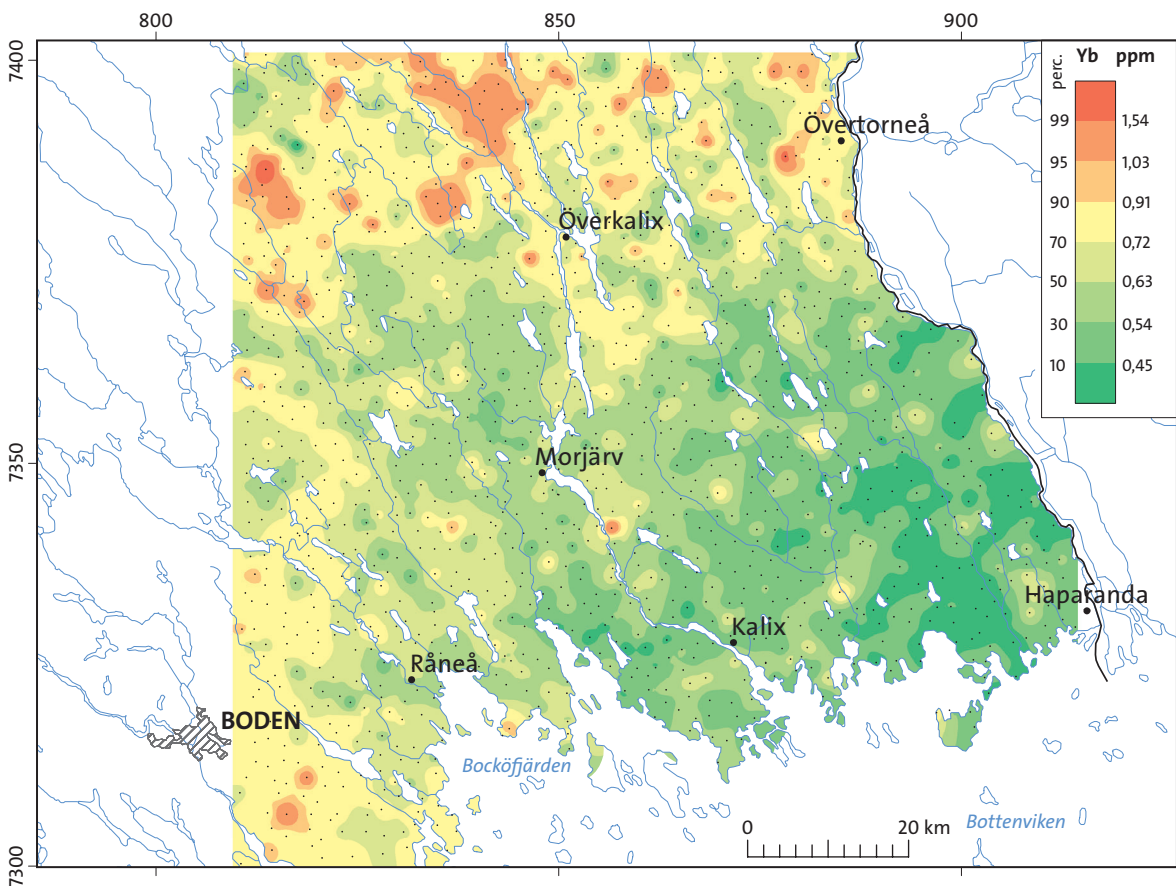 800 850 900
7400
7350
7300
perc. Yb ppm
99 1,54
95 1,03
90 0,91
70 0,72
50 0,63
30 0,54
10 0,45
Övertorneå
Överkalix
Morjärv
Haparanda
Kalix
Råneå
BODEN
Bocköfjärden
Bottenviken
0 20 km